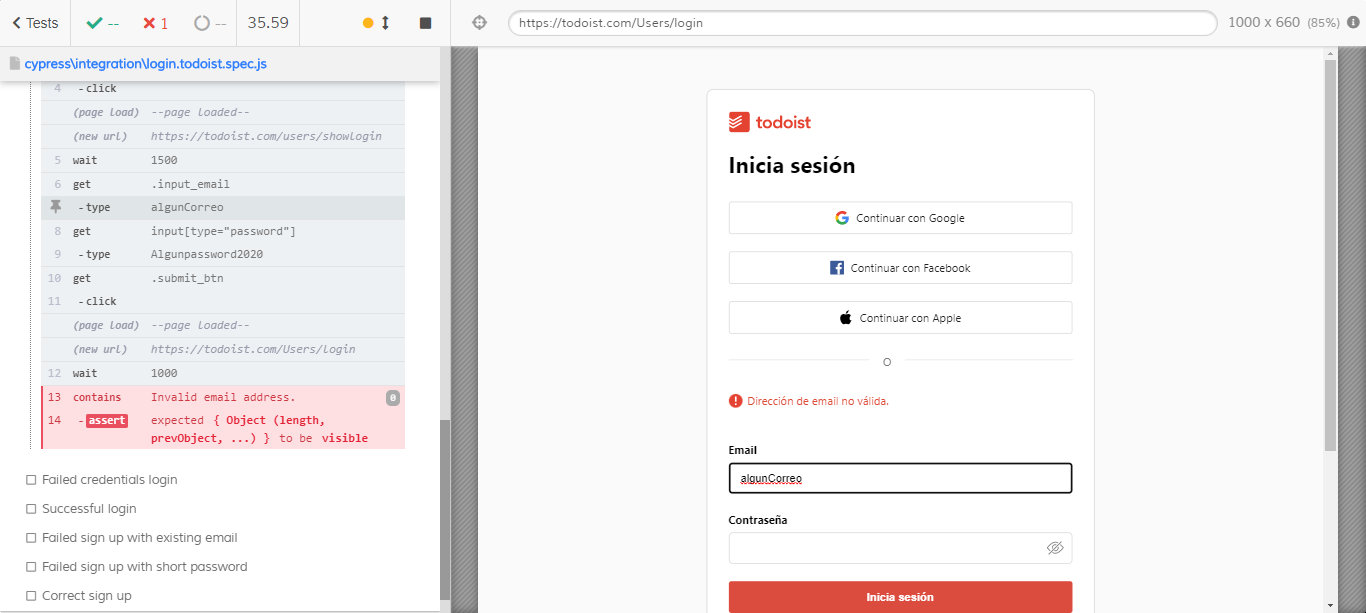 Tests
--
1
--
35.59
https://todoist.com/Users/login
1000 x 660 (85%)
cypress\integration\login.todoist.spec.js
4 - click
(page load) --page loaded--
(new url) https://todoist.com/users/showlogin
5 wait 1500
6 get .input_email
- type algunCorreo
8 get input[type="password"]
9 - type Algunpassword2020
10 get .submit_btn
11 - click
(page load) --page loaded--
(new url) https://todoist.com/Users/login
12 wait 1000
13 contains Invalid email address. 0
14 - assert expected { Object (length,
prevObject, ...) } to be visible
Failed credentials login
Successful login
Failed sign up with existing email
Failed sign up with short password
Correct sign up
todoist
Inicia sesión
Continuar con Google
Continuar con Facebook
Continuar con Apple
O
Dirección de email no válida.
Email
algunCorreo
Contraseña
Inicia sesión